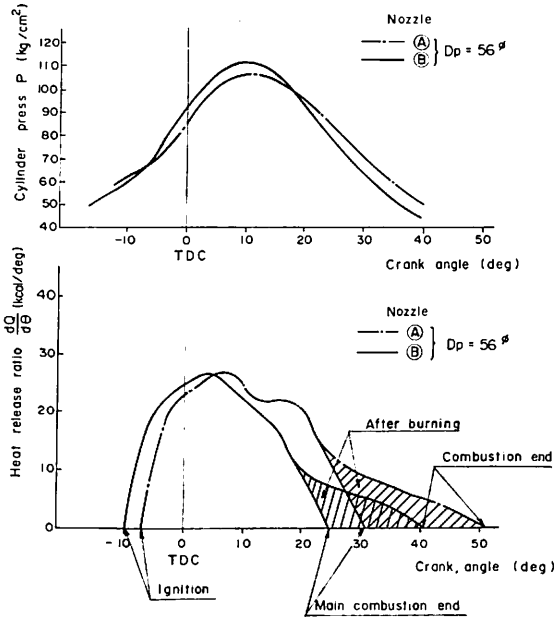 Nozzle
Ⓐ
Ⓑ
Dp = 56ᶲ
Cylinder press P (kg/cm²)
120
110
100
90
80
70
60
50
40
-10
0
10
20
30
40
50
TDC
Crank angle (deg)
Nozzle
Ⓐ
Ⓑ
Dp = 56ᶲ
Heat release ratio dQ/dθ (kcal/deg)
40
30
20
10
0
After burning
Combustion end
-10
0
10
20
30
40
50
TDC
Crank, angle (deg)
Ignition
Main combustion end